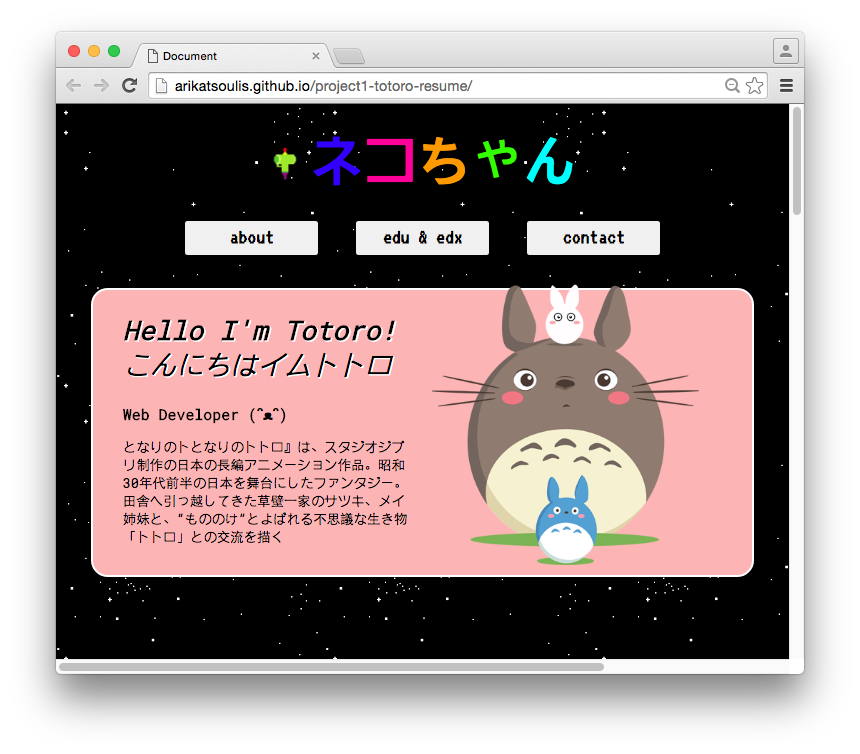 Document
arikatsoulis.github.io/project1-totoro-resume/
ネコちゃん
about
edu & edx
contact
Hello I'm Totoro!
こんにちはイムトトロ
Web Developer (ᵔᴥᵔ)
となりのトとなりのトトロ』は、スタジオジブ
リ制作の日本の長編アニメーション作品。昭和
30年代前半の日本を舞台にしたファンタジー。
田舎へ引っ越してきた草壁一家のサツキ、メイ
姉妹と、“もののけ”とよばれる不思議な生き物
「トトロ」との交流を描く